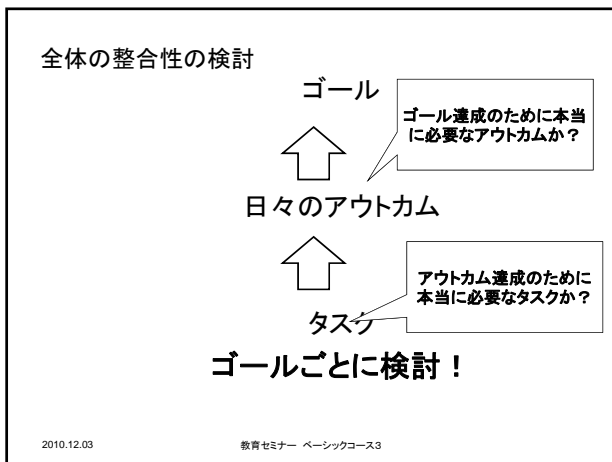 全体の整合性の検討
ゴール
ゴール達成のために本当
に必要なアウトカムか？
日々のアウトカム
アウトカム達成のために
本当に必要なタスクか？
タスク
ゴールごとに検討！
2010.12.03
教育セミナー ベーシックコース3